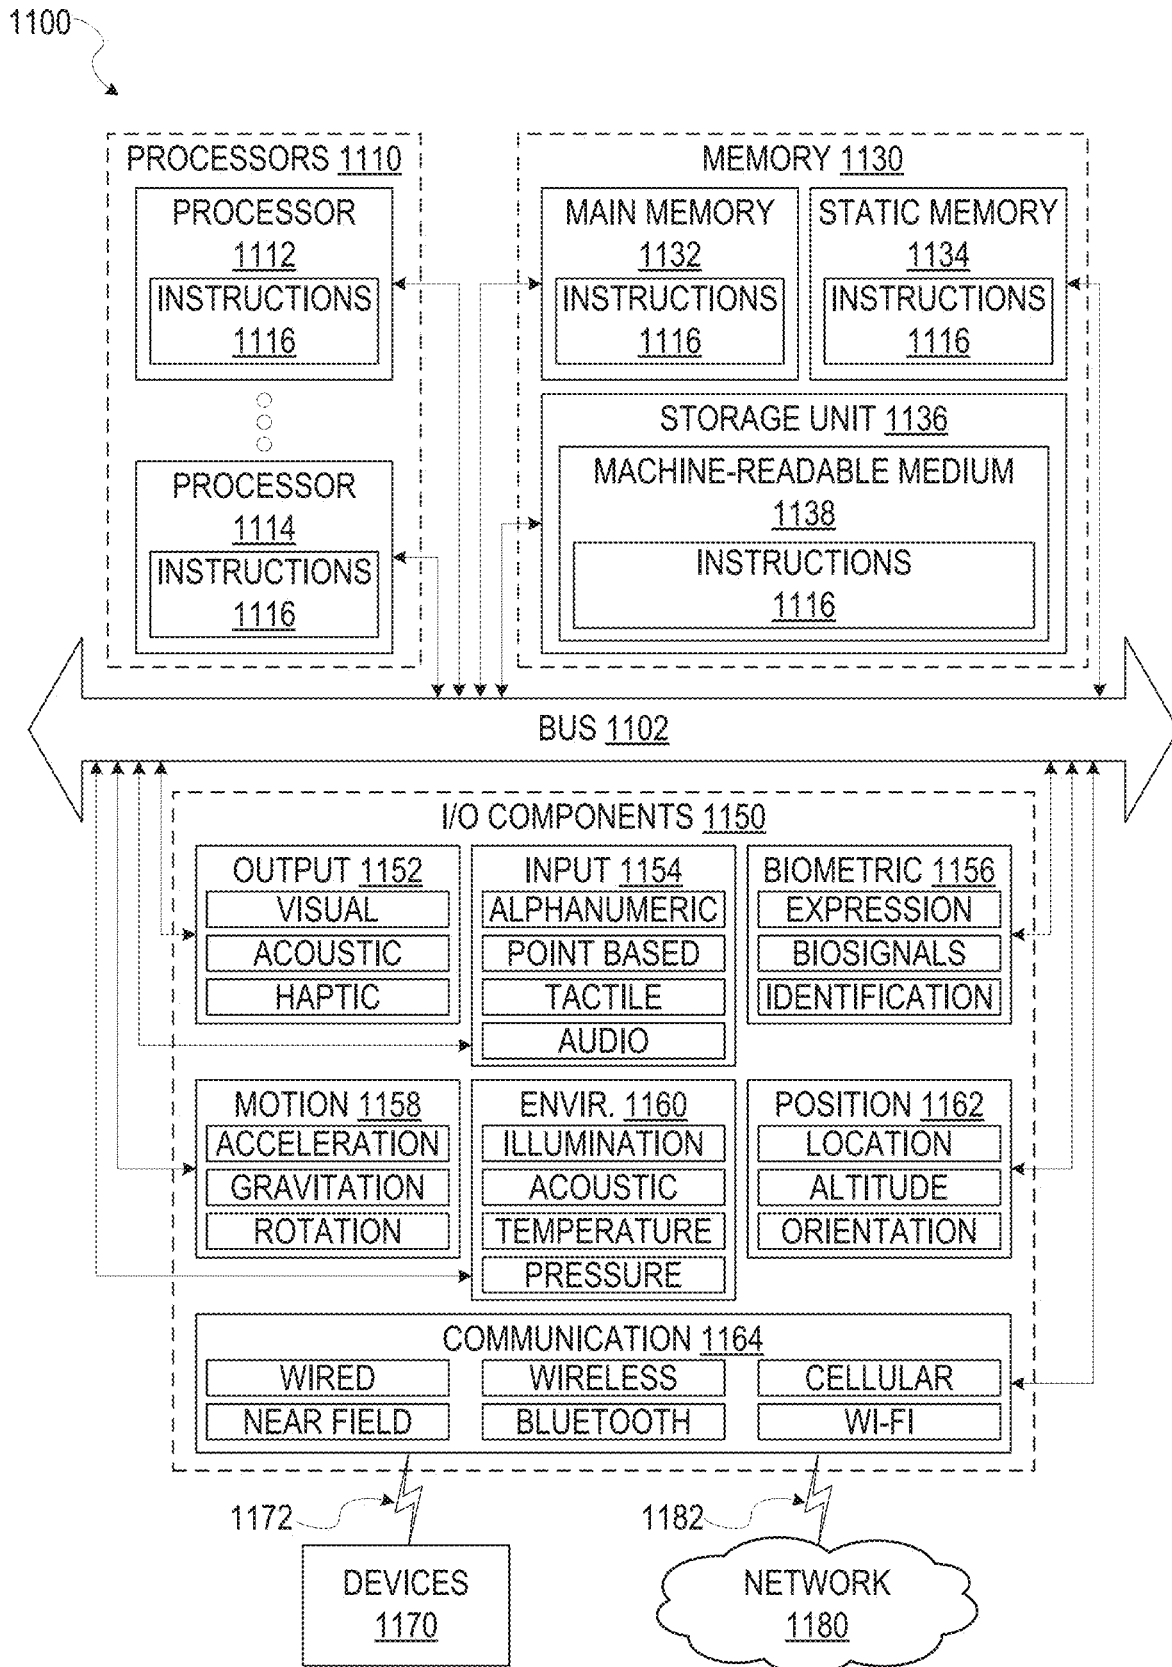 1100
PROCESSORS 1110
PROCESSOR
1112
INSTRUCTIONS
1116
PROCESSOR
1114
INSTRUCTIONS
1116
MEMORY 1130
MAIN MEMORY
1132
INSTRUCTIONS
1116
STATIC MEMORY
1134
INSTRUCTIONS
1116
STORAGE UNIT 1136
MACHINE-READABLE MEDIUM
1138
INSTRUCTIONS
1116
BUS 1102
I/O COMPONENTS 1150
OUTPUT 1152
VISUAL
ACOUSTIC
HAPTIC
INPUT 1154
ALPHANUMERIC
POINT BASED
TACTILE
AUDIO
BIOMETRIC 1156
EXPRESSION
BIOSIGNALS
IDENTIFICATION
MOTION 1158
ACCELERATION
GRAVITATION
ROTATION
ENVIR. 1160
ILLUMINATION
ACOUSTIC
TEMPERATURE
PRESSURE
POSITION 1162
LOCATION
ALTITUDE
ORIENTATION
COMMUNICATION 1164
WIRED
WIRELESS
CELLULAR
NEAR FIELD
BLUETOOTH
WI-FI
1172
1182
DEVICES
1170
NETWORK
1180